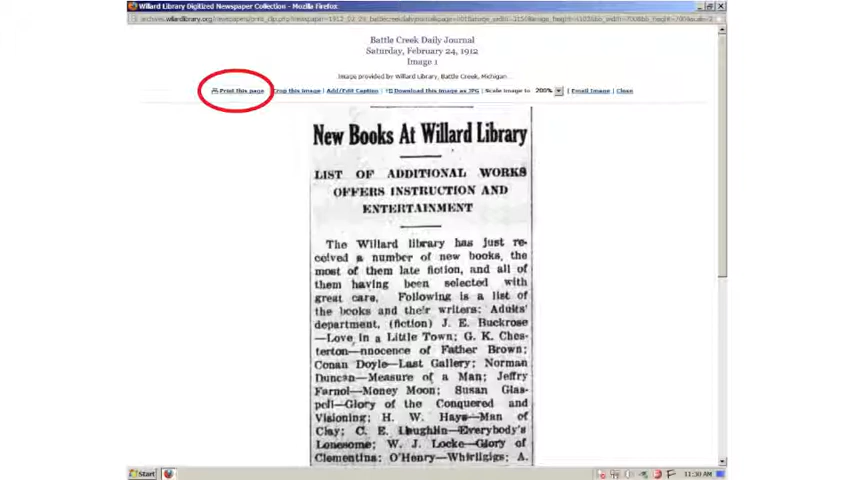 Willard Library Digitized Newspaper Collection - Mozilla Firefox
Battle Creek Daily Journal
Saturday, February 24, 1912
Image 1
Image provided by Willard Library, Battle Creek, Michigan
Print this page | Crop this image | Add/Edit Caption | Download this image as JPG | Scale image to 200% | Email Image | Close
New Books At Willard Library
LIST OF ADDITIONAL WORKS
OFFERS INSTRUCTION AND
ENTERTAINMENT
The Willard library has just re-
ceived a number of new books, the
most of them late fiction, and all of
them having been selected with
great care. Following is a list of
the books and their writers: Adults'
department, (fiction) J. E. Buckrose
—Love in a Little Town; G. K. Ches-
terton—nnocence of Father Brown;
Conan Doyle—Last Gallery; Norman
Duncan—Measure of a Man; Jeffry
Farnol—Money Moon; Susan Glas-
pell—Glory of the Conquered and
Visioning; H. W. Hays—Man of
Clay; C. E. Laughlin—Everybody's
Lonesome; W. J. Locke—Glory of
Clementina; O'Henry—Whirligigs; A.
Start
11:30 AM